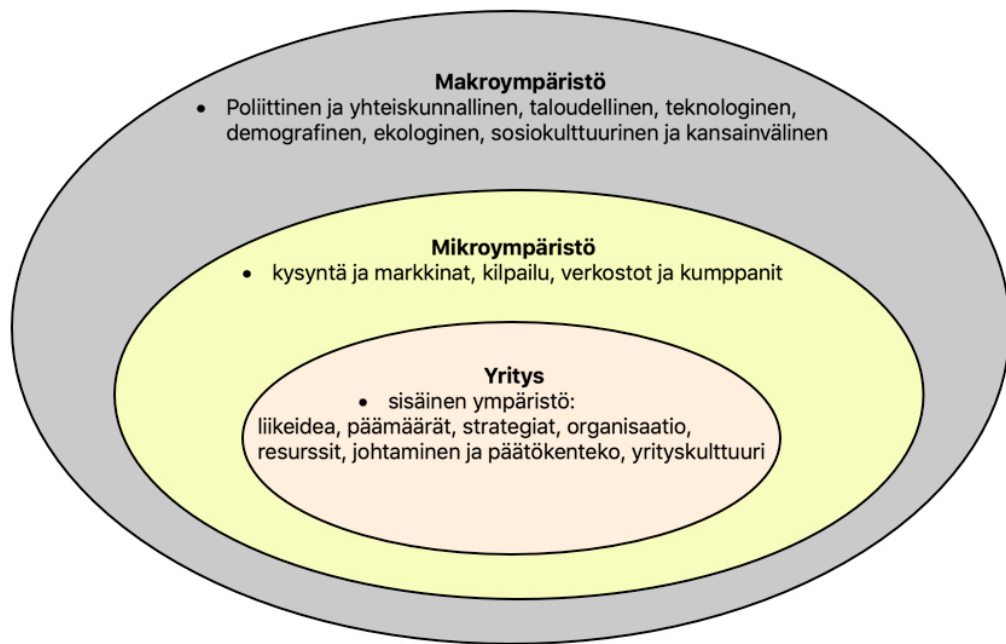 Makroympäristö
• Poliittinen ja yhteiskunnallinen, taloudellinen, teknologinen,
demografinen, ekologinen, sosiokulttuurinen ja kansainvälinen
Mikroympäristö
• kysyntä ja markkinat, kilpailu, verkostot ja kumppanit
Yritys
• sisäinen ympäristö:
liikeidea, päämäärät, strategiat, organisaatio,
resurssit, johtaminen ja päätökenteko, yrityskulttuuri